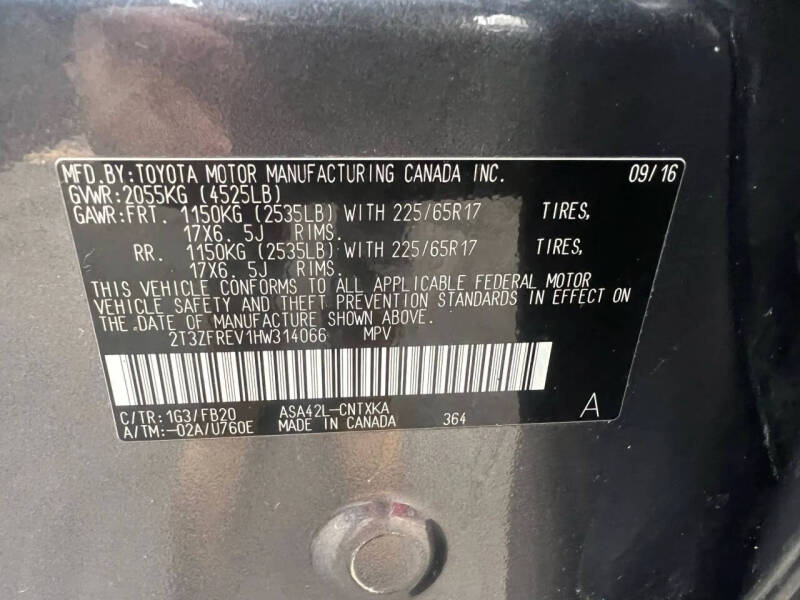 MFD.BY:TOYOTA MOTOR MANUFACTURING CANADA INC. 09/16
GVWR:2055KG (4525LB)
GAWR:FRT. 1150KG (2535LB) WITH 225/65R17 TIRES,
17X6. 5J RIMS.
RR. 1150KG (2535LB) WITH 225/65R17 TIRES,
17X6. 5J RIMS.
THIS VEHICLE CONFORMS TO ALL APPLICABLE FEDERAL MOTOR
VEHICLE SAFETY AND THEFT PREVENTION STANDARDS IN EFFECT ON
THE DATE OF MANUFACTURE SHOWN ABOVE.
2T3ZFREV1HW314066 MPV
C/TR:1G3/FB20 ASA42L-CNTXKA A
A/TM:-02A/U760E MADE IN CANADA 364